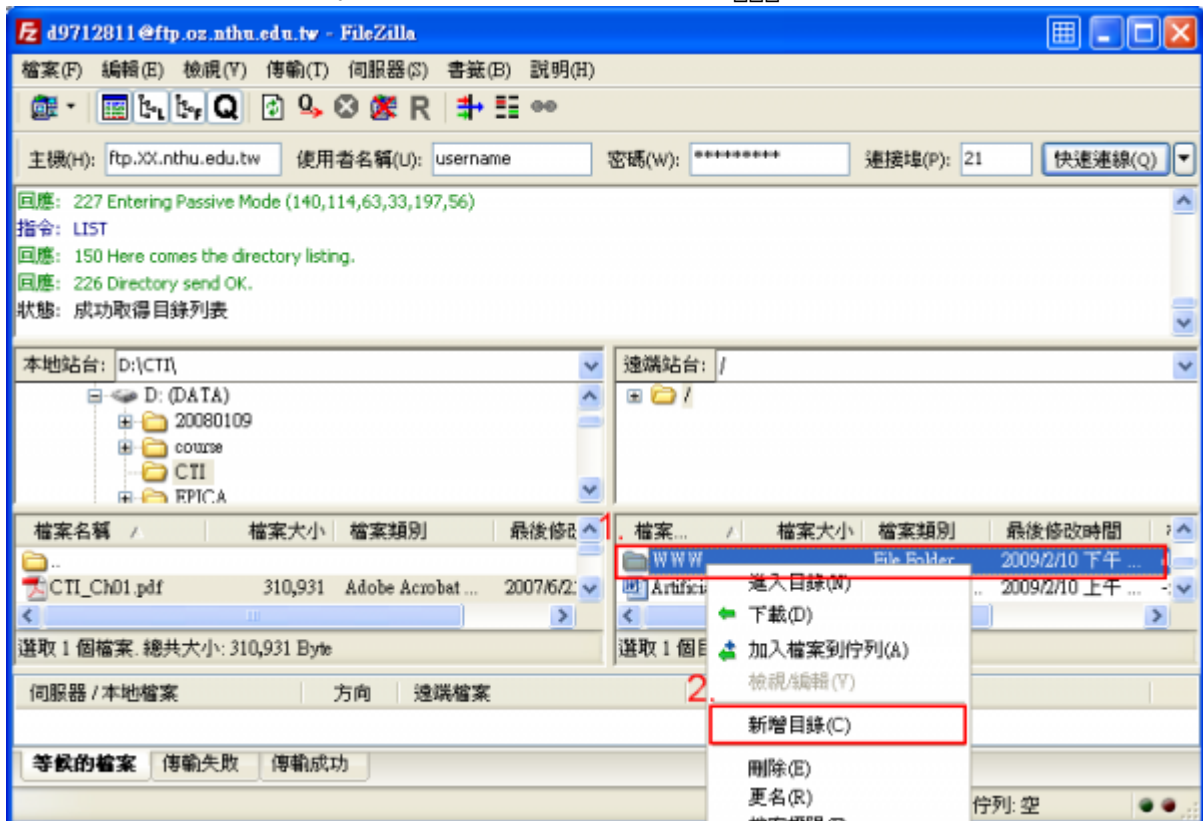 d9712811@ftp.oz.nthu.edu.tw - FileZilla
檔案(F) 編輯(E) 檢視(V) 傳輸(T) 伺服器(S) 書籤(B) 說明(H)
主機(H): ftp.XX.nthu.edu.tw 使用者名稱(U): username 密碼(W): ********* 連接埠(P): 21 快速連線(Q)
回應: 227 Entering Passive Mode (140,114,63,33,197,56)
指令: LIST
回應: 150 Here comes the directory listing.
回應: 226 Directory send OK.
狀態: 成功取得目錄列表
本地站台: D:\CTI\
D: (DATA)
20080109
course
CTI
EPICA
遠端站台: /
/
檔案名稱 檔案大小 檔案類別 最後修改
..
CTI_Ch01.pdf 310,931 Adobe Acrobat ... 2007/6/2
選取 1 個檔案. 總共大小: 310,931 Byte
1. 檔案... 檔案大小 檔案類別 最後修改時間
WWW File Folder 2009/2/10 下午 ...
Artificia 2009/2/10 上午 ...
選取 1 個目
進入目錄(N)
下載(D)
加入檔案到佇列(A)
檢視/編輯(V)
2. 新增目錄(C)
刪除(E)
更名(R)
伺服器 / 本地檔案 方向 遠端檔案
等候的檔案 傳輸失敗 傳輸成功
佇列: 空